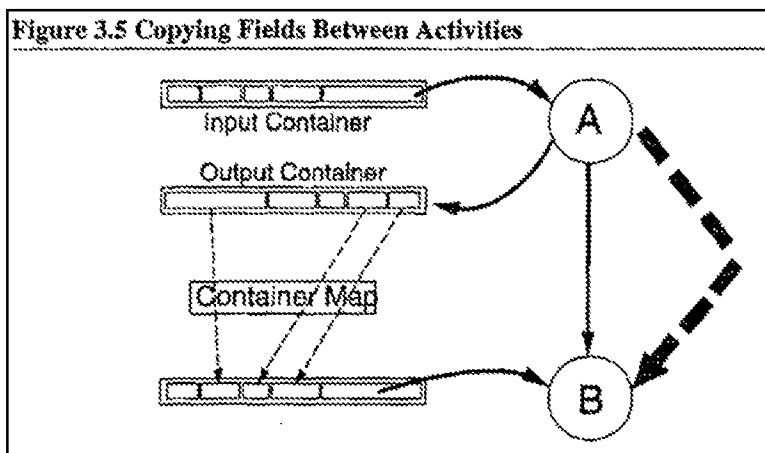 Figure 3.5 Copying Fields Between Activities
Input Container
A
Output Container
Container Map
B